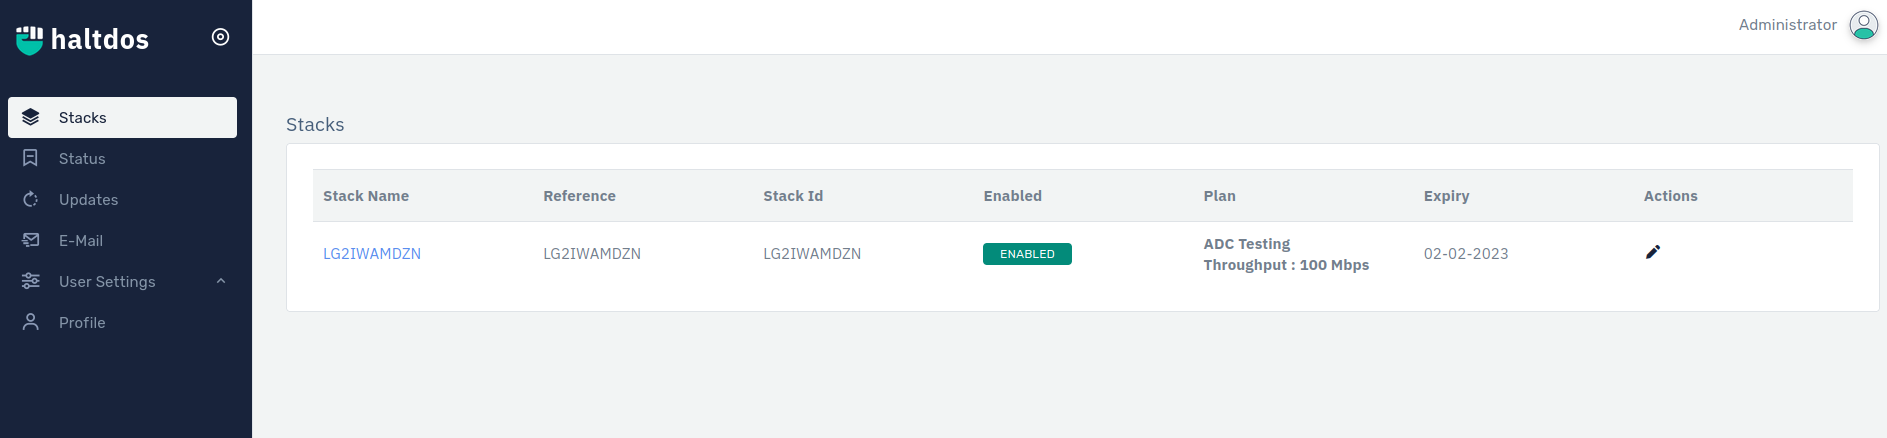 haltdos
Administrator
Stacks
Status
Updates
E-Mail
User Settings
Profile
Stacks
Stack Name Reference Stack Id Enabled Plan Expiry Actions
LG2IWAMDZN LG2IWAMDZN LG2IWAMDZN ENABLED ADC Testing 02-02-2023
Throughput : 100 Mbps